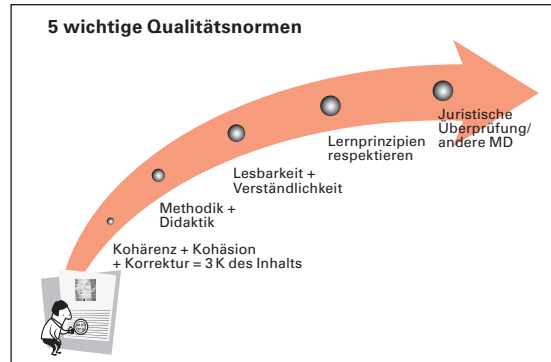 5 wichtige Qualitätsnormen
Juristische
Überprüfung/
andere MD
Lernprinzipien
respektieren
Lesbarkeit +
Verständlichkeit
Methodik +
Didaktik
Kohärenz + Kohäsion
+ Korrektur = 3 K des Inhalts